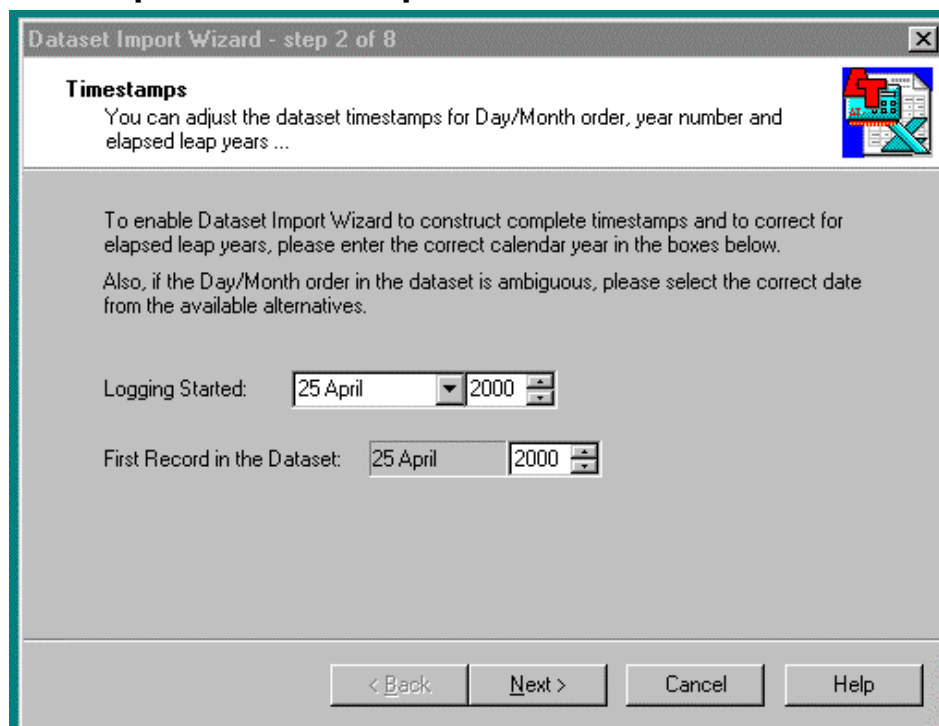 Dataset Import Wizard - step 2 of 8
Timestamps
You can adjust the dataset timestamps for Day/Month order, year number and
elapsed leap years ...
To enable Dataset Import Wizard to construct complete timestamps and to correct for
elapsed leap years, please enter the correct calendar year in the boxes below.
Also, if the Day/Month order in the dataset is ambiguous, please select the correct date
from the available alternatives.
Logging Started: 25 April 2000
First Record in the Dataset: 25 April 2000
< Back Next > Cancel Help